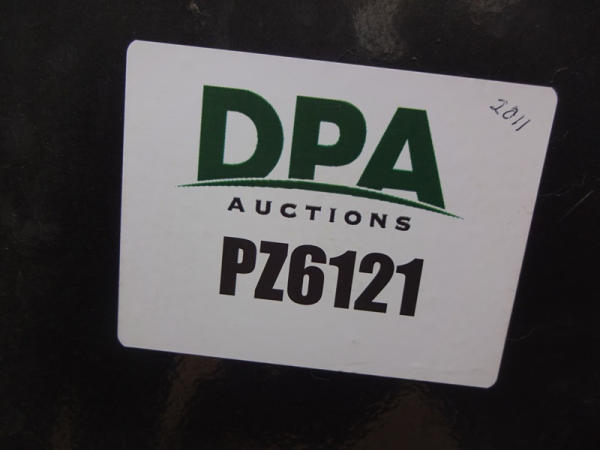 2011
DPA
AUCTIONS
PZ6121